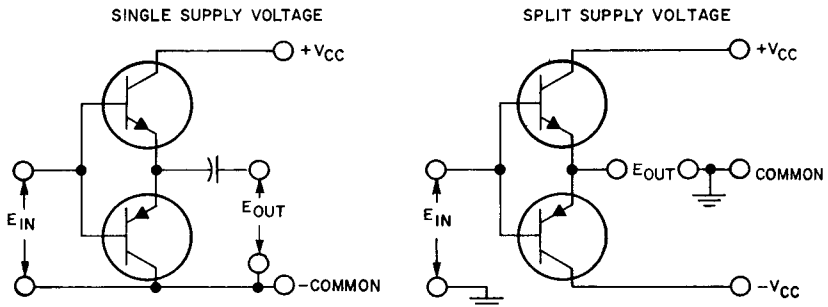 SINGLE SUPPLY VOLTAGE
+VCC
EIN
EOUT
-COMMON
SPLIT SUPPLY VOLTAGE
+VCC
EOUT
COMMON
EIN
-VCC